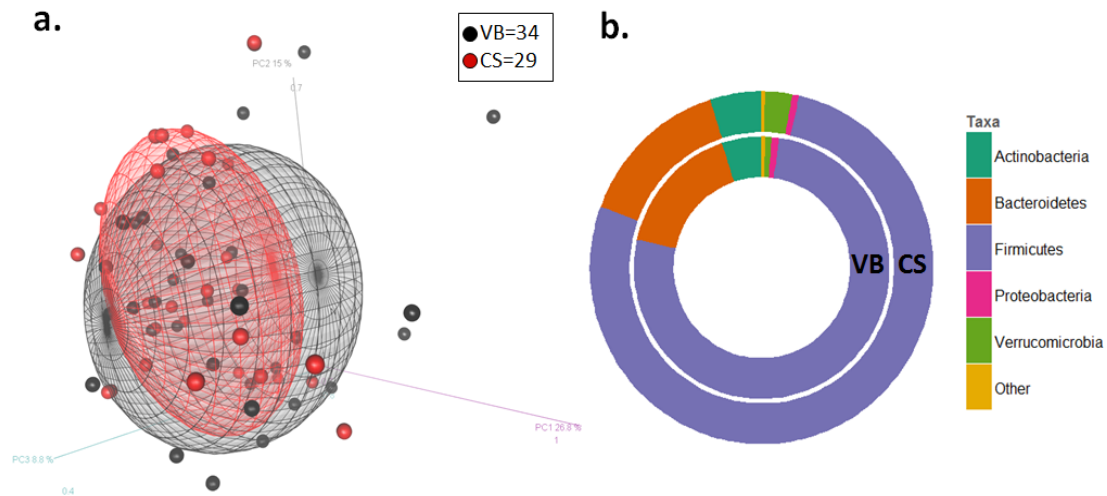 a.
VB=34
CS=29
PC2 15 %
0.7
PC1 26.8 %
1
PC3 8.8 %
0.4
b.
VB CS
Taxa
Actinobacteria
Bacteroidetes
Firmicutes
Proteobacteria
Verrucomicrobia
Other